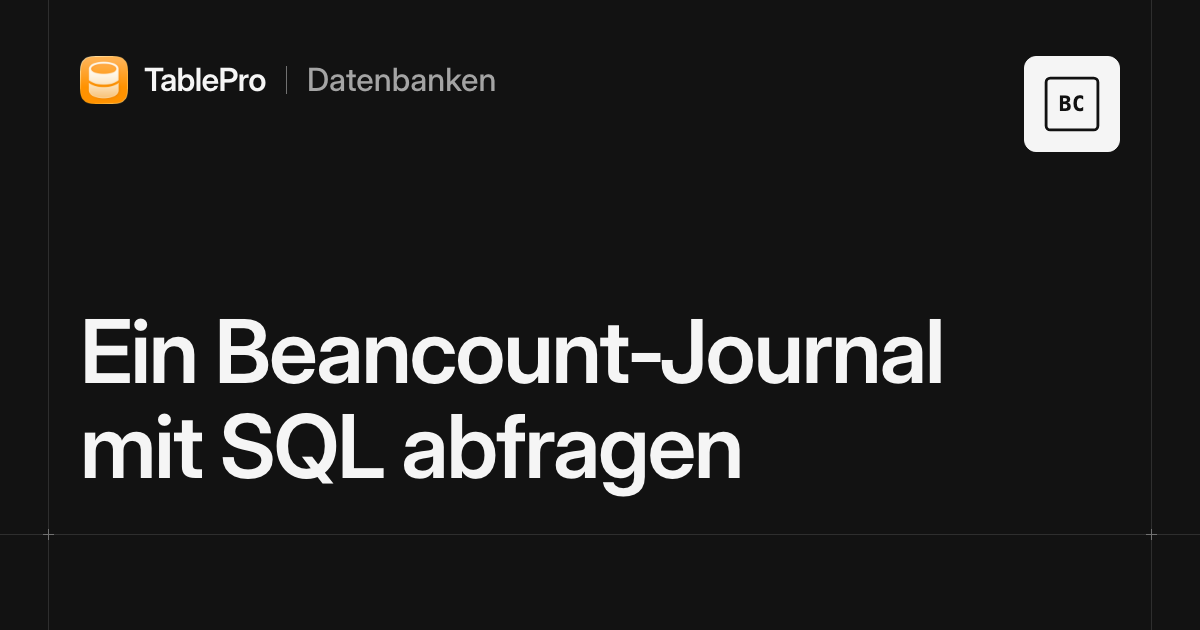 TablePro | Datenbanken
BC
Ein Beancount-Journal
mit SQL abfragen